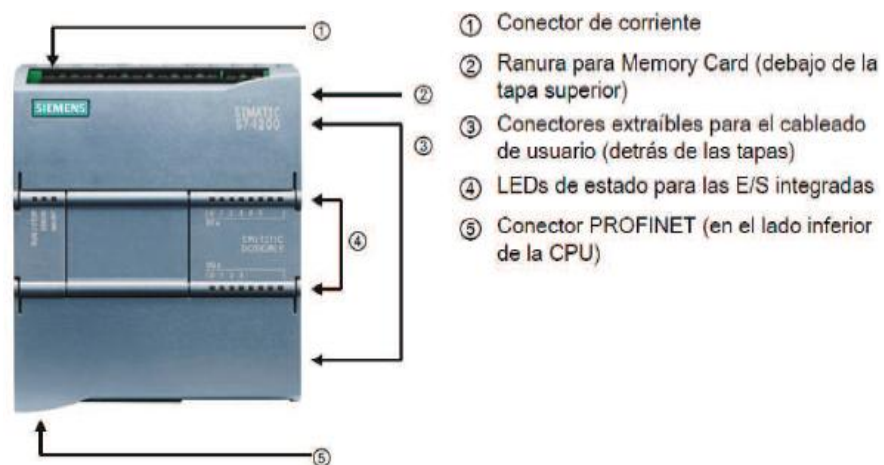 ① Conector de corriente
② Ranura para Memory Card (debajo de la
tapa superior)
③ Conectores extraíbles para el cableado
de usuario (detrás de las tapas)
④ LEDs de estado para las E/S integradas
⑤ Conector PROFINET (en el lado inferior
de la CPU)
①
SIEMENS
SIMATIC
S7-1200
②
③
④
⑤